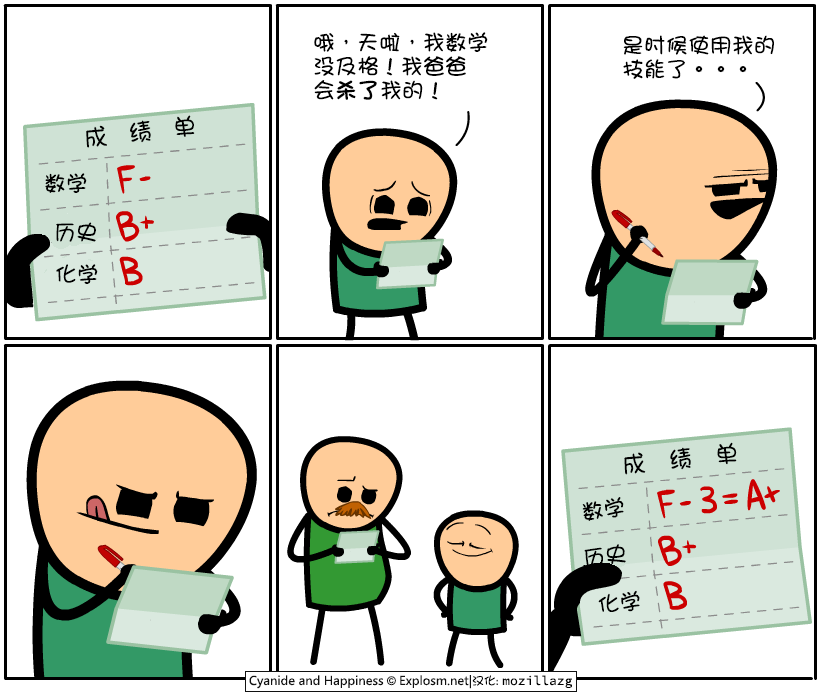 成 绩 单
数学 F-
历史 B+
化学 B
哦，天啦，我数学
没及格！我爸爸
会杀了我的！
是时候使用我的
技能了。。。
成 绩 单
数学 F-3=A+
历史 B+
化学 B
Cyanide and Happiness © Explosm.net|汉化: mozillazg